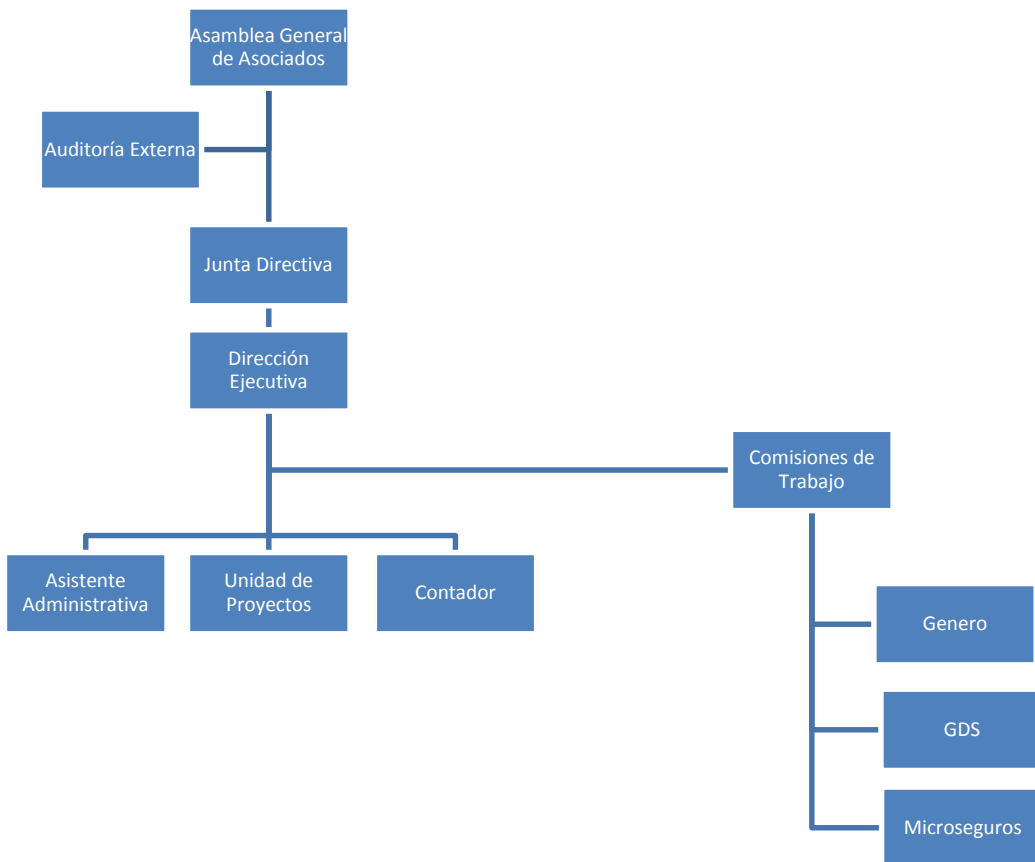 Asamblea General
de Asociados
Auditoría Externa
Junta Directiva
Dirección
Ejecutiva
Comisiones de
Trabajo
Asistente
Administrativa
Unidad de
Proyectos
Contador
Genero
GDS
Microseguros